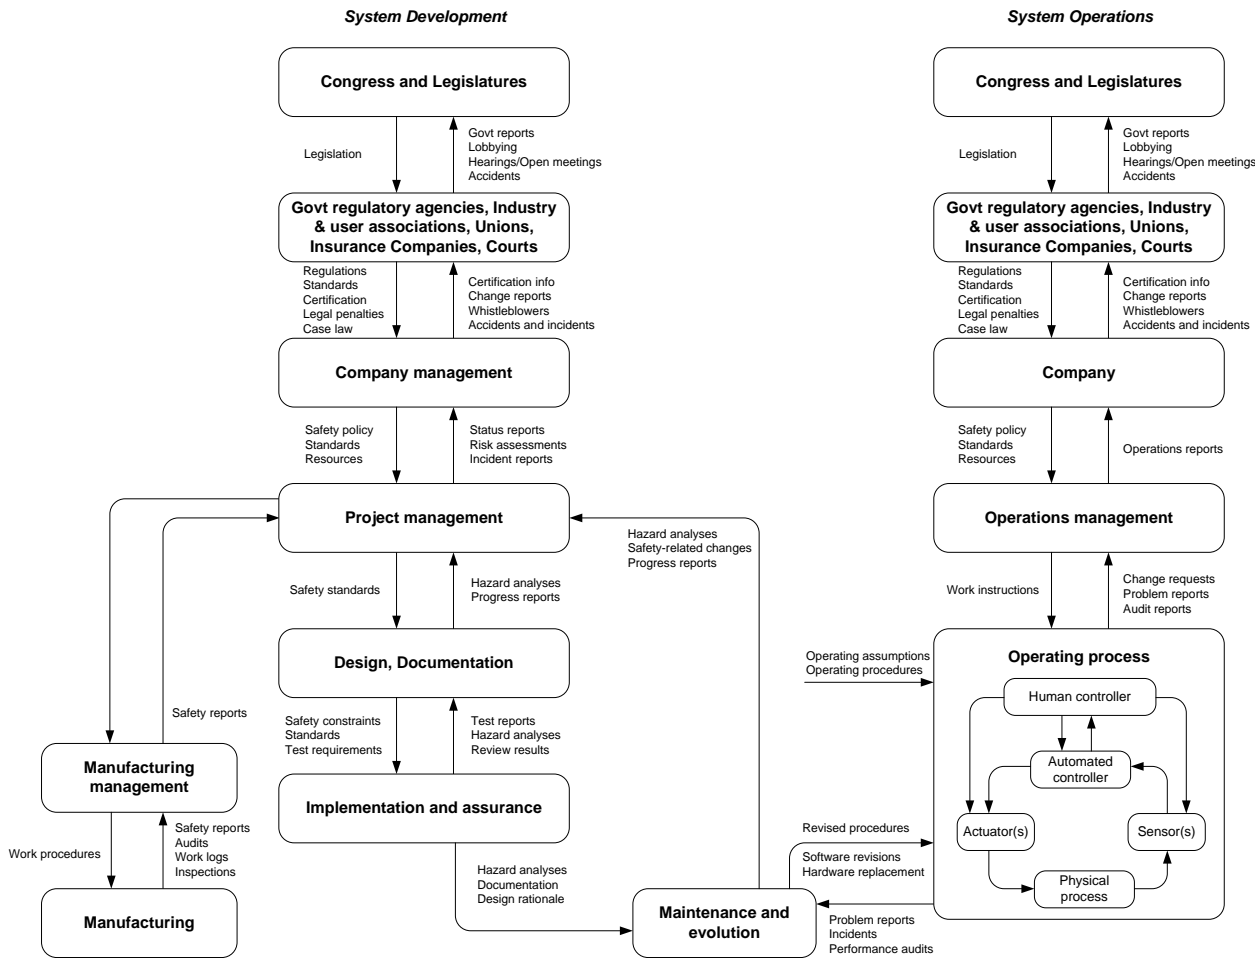 System Development
System Operations
Congress and Legislatures
Congress and Legislatures
Legislation
Govt reports
Lobbying
Hearings/Open meetings
Accidents
Legislation
Govt reports
Lobbying
Hearings/Open meetings
Accidents
Govt regulatory agencies, Industry
& user associations, Unions,
Insurance Companies, Courts
Govt regulatory agencies, Industry
& user associations, Unions,
Insurance Companies, Courts
Regulations
Standards
Certification
Legal penalties
Case law
Certification info
Change reports
Whistleblowers
Accidents and incidents
Regulations
Standards
Certification
Legal penalties
Case law
Certification info
Change reports
Whistleblowers
Accidents and incidents
Company management
Company
Safety policy
Standards
Resources
Status reports
Risk assessments
Incident reports
Safety policy
Standards
Resources
Operations reports
Project management
Operations management
Hazard analyses
Safety-related changes
Progress reports
Safety standards
Hazard analyses
Progress reports
Work instructions
Change requests
Problem reports
Audit reports
Design, Documentation
Operating assumptions
Operating procedures
Operating process
Human controller
Automated
controller
Actuator(s)
Sensor(s)
Physical
process
Safety reports
Safety constraints
Standards
Test requirements
Test reports
Hazard analyses
Review results
Manufacturing
management
Implementation and assurance
Work procedures
Safety reports
Audits
Work logs
Inspections
Revised procedures
Software revisions
Hardware replacement
Hazard analyses
Documentation
Design rationale
Manufacturing
Maintenance and
evolution
Problem reports
Incidents
Performance audits